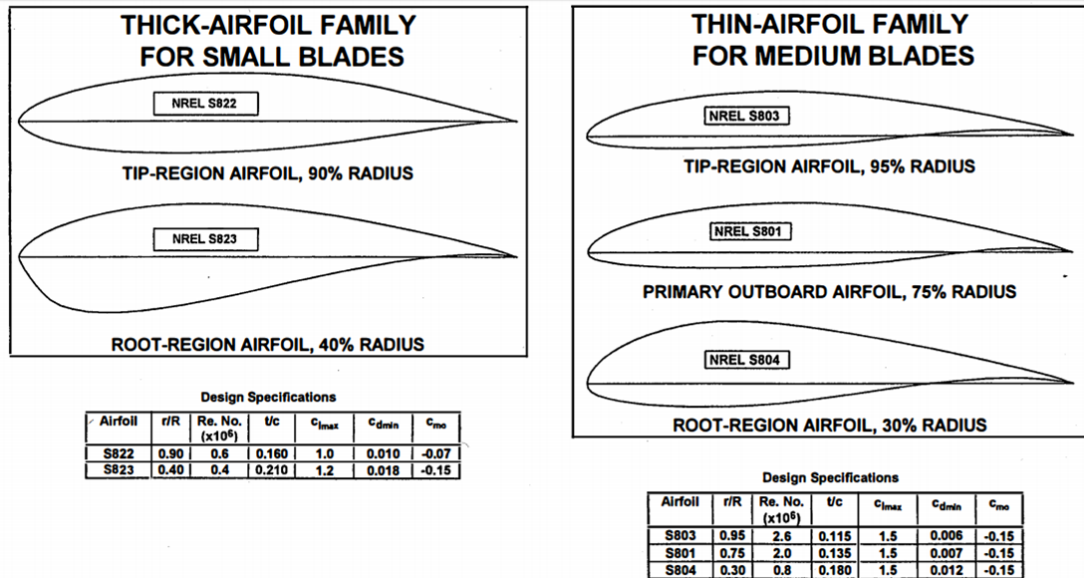 THICK-AIRFOIL FAMILY
FOR SMALL BLADES
NREL S822
TIP-REGION AIRFOIL, 90% RADIUS
NREL S823
ROOT-REGION AIRFOIL, 40% RADIUS
Design Specifications
Airfoil r/R Re. No. t/c clmax cdmin cmo
(x10⁶)
S822 0.90 0.6 0.160 1.0 0.010 -0.07
S823 0.40 0.4 0.210 1.2 0.018 -0.15
THIN-AIRFOIL FAMILY
FOR MEDIUM BLADES
NREL S803
TIP-REGION AIRFOIL, 95% RADIUS
NREL S801
PRIMARY OUTBOARD AIRFOIL, 75% RADIUS
NREL S804
ROOT-REGION AIRFOIL, 30% RADIUS
Design Specifications
Airfoil r/R Re. No. t/c clmax cdmin cmo
(x10⁶)
S803 0.95 2.6 0.115 1.5 0.006 -0.15
S801 0.75 2.0 0.135 1.5 0.007 -0.15
S804 0.30 0.8 0.180 1.5 0.012 -0.15